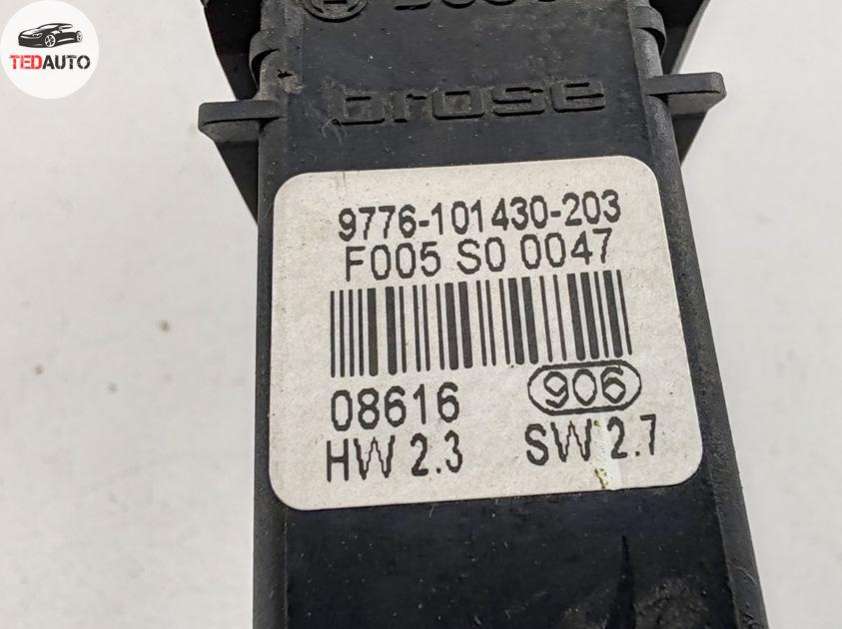 TEDAUTO
brose
9776-101430-203
F005 S0 0047
08616 906
HW 2.3 SW 2.7